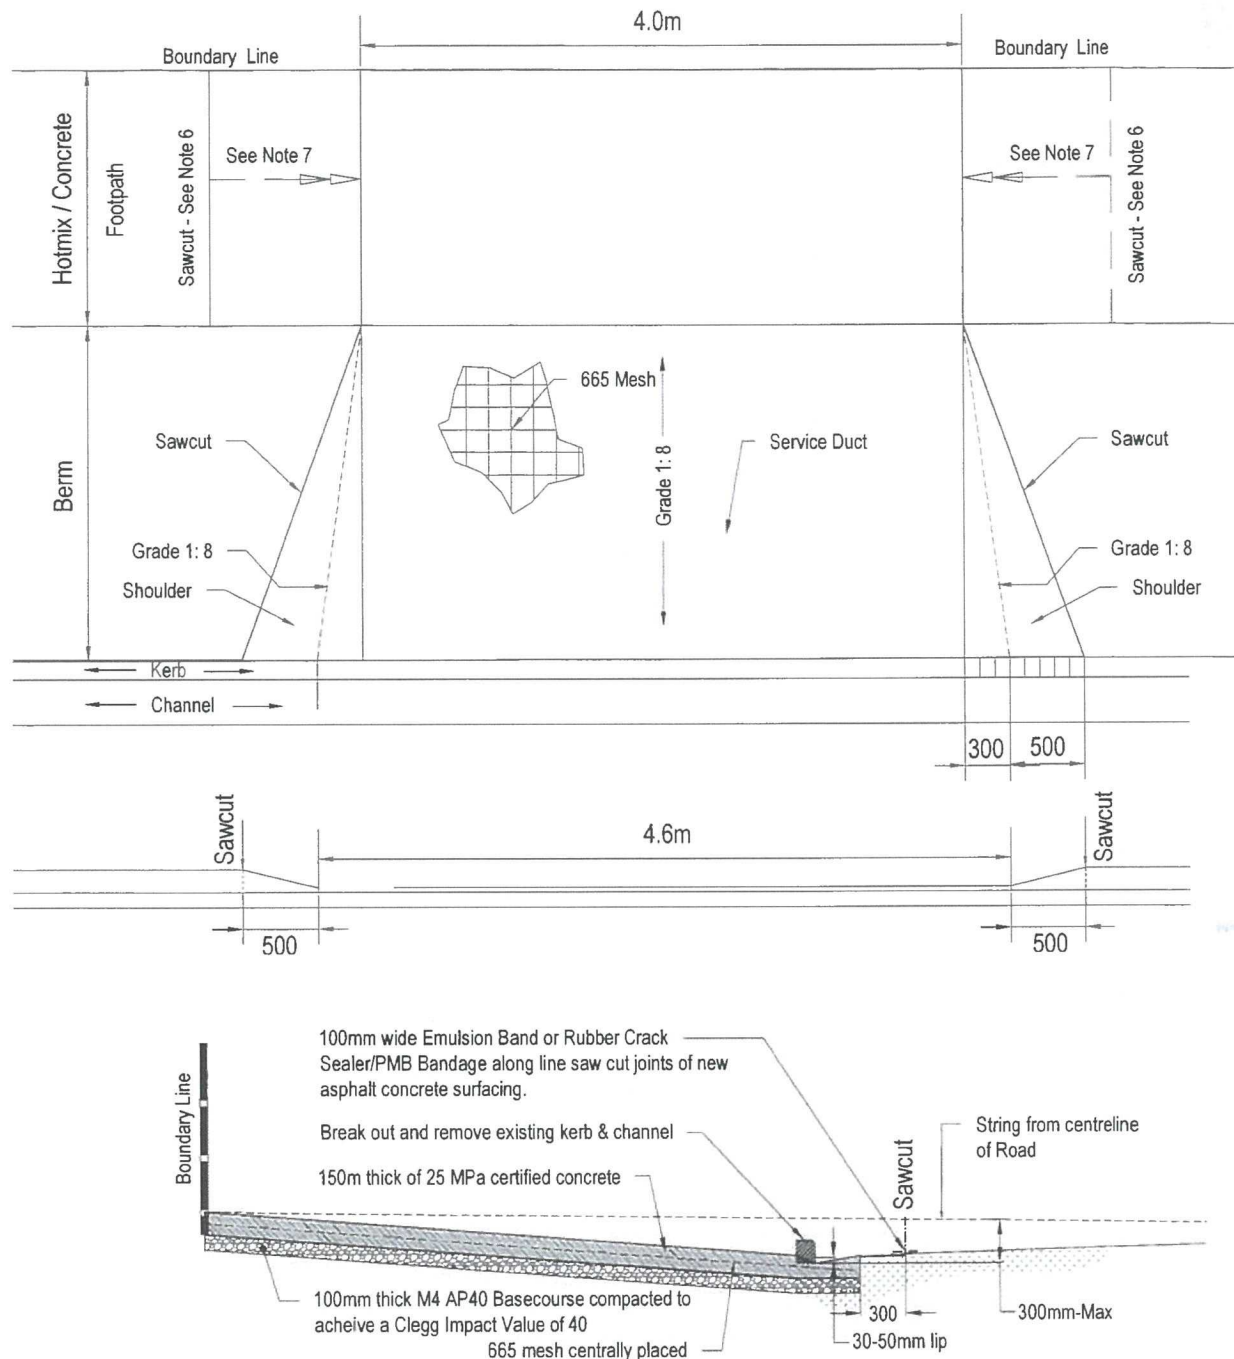 4.0m
Boundary Line
Boundary Line
Hotmix / Concrete
Footpath
Sawcut - See Note 6
See Note 7
See Note 7
Sawcut - See Note 6
665 Mesh
Berm
Sawcut
Grade 1: 8
Service Duct
Sawcut
Grade 1: 8
Shoulder
Grade 1: 8
Shoulder
Kerb
Channel
300
500
Sawcut
4.6m
Sawcut
500
500
100mm wide Emulsion Band or Rubber Crack
Sealer/PMB Bandage along line saw cut joints of new
asphalt concrete surfacing.
Boundary Line
Break out and remove existing kerb & channel
Sawcut
String from centreline
of Road
150m thick of 25 MPa certified concrete
100mm thick M4 AP40 Basecourse compacted to
acheive a Clegg Impact Value of 40
300
300mm-Max
30-50mm lip
665 mesh centrally placed